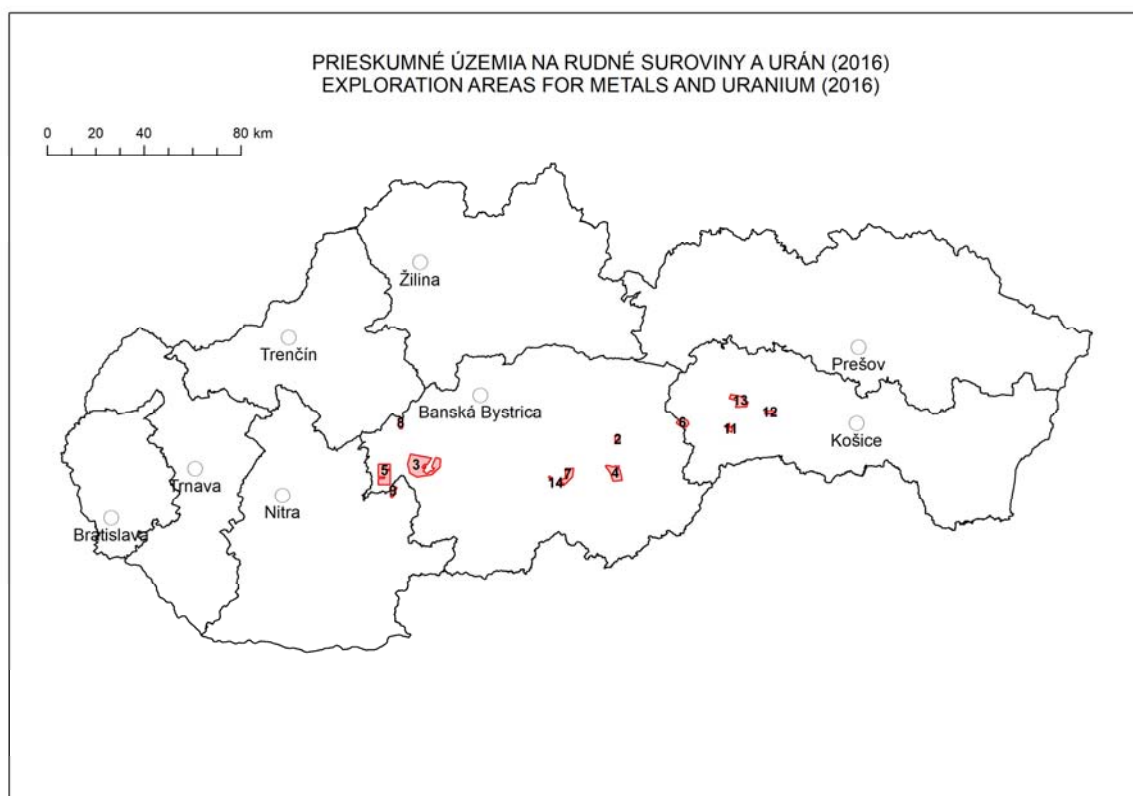 PRIESKUMNÉ ÚZEMIA NA RUDNÉ SUROVINY A URÁN (2016)
EXPLORATION AREAS FOR METALS AND URANIUM (2016)
0 20 40 80 km
Žilina
Trenčín
Prešov
Banská Bystrica
Košice
Trnava
Nitra
Bratislava
13
12
8
6
11
2
3
5
7
4
14
9